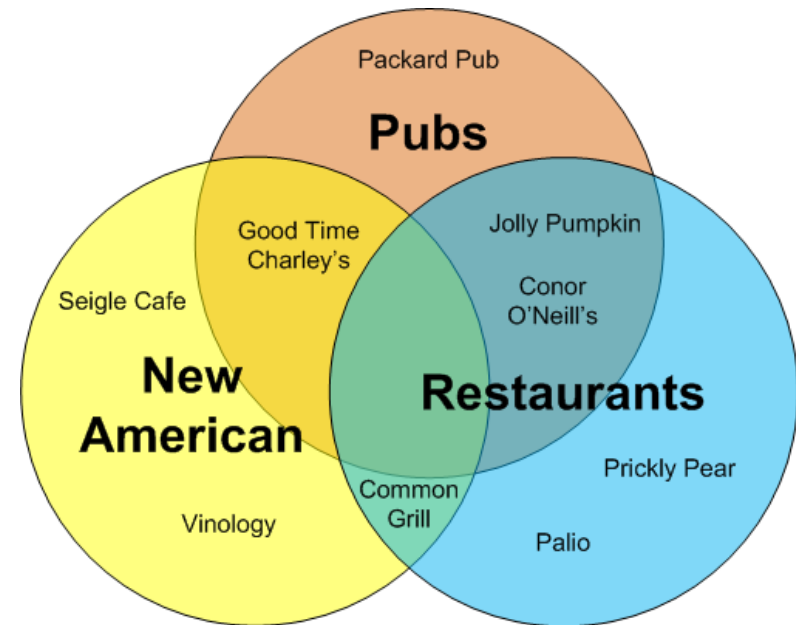 Packard Pub
Pubs
Good Time
Charley's
Jolly Pumpkin
Conor
O'Neill's
Seigle Cafe
New
American
Restaurants
Prickly Pear
Common
Grill
Vinology
Palio